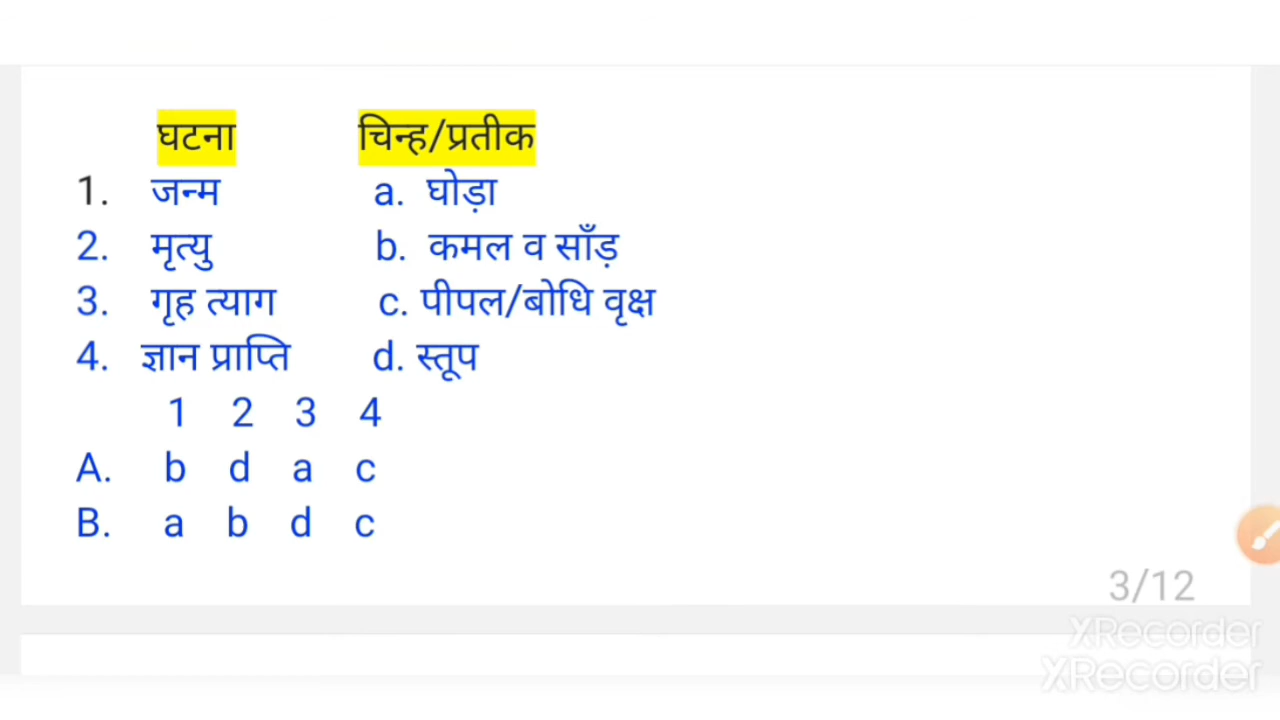 घटना चिन्ह/प्रतीक
1. जन्म a. घोड़ा
2. मृत्यु b. कमल व साँड़
3. गृह त्याग c. पीपल/बोधि वृक्ष
4. ज्ञान प्राप्ति d. स्तूप
1 2 3 4
A. b d a c
B. a b d c
3/12
XRecorder
XRecorder